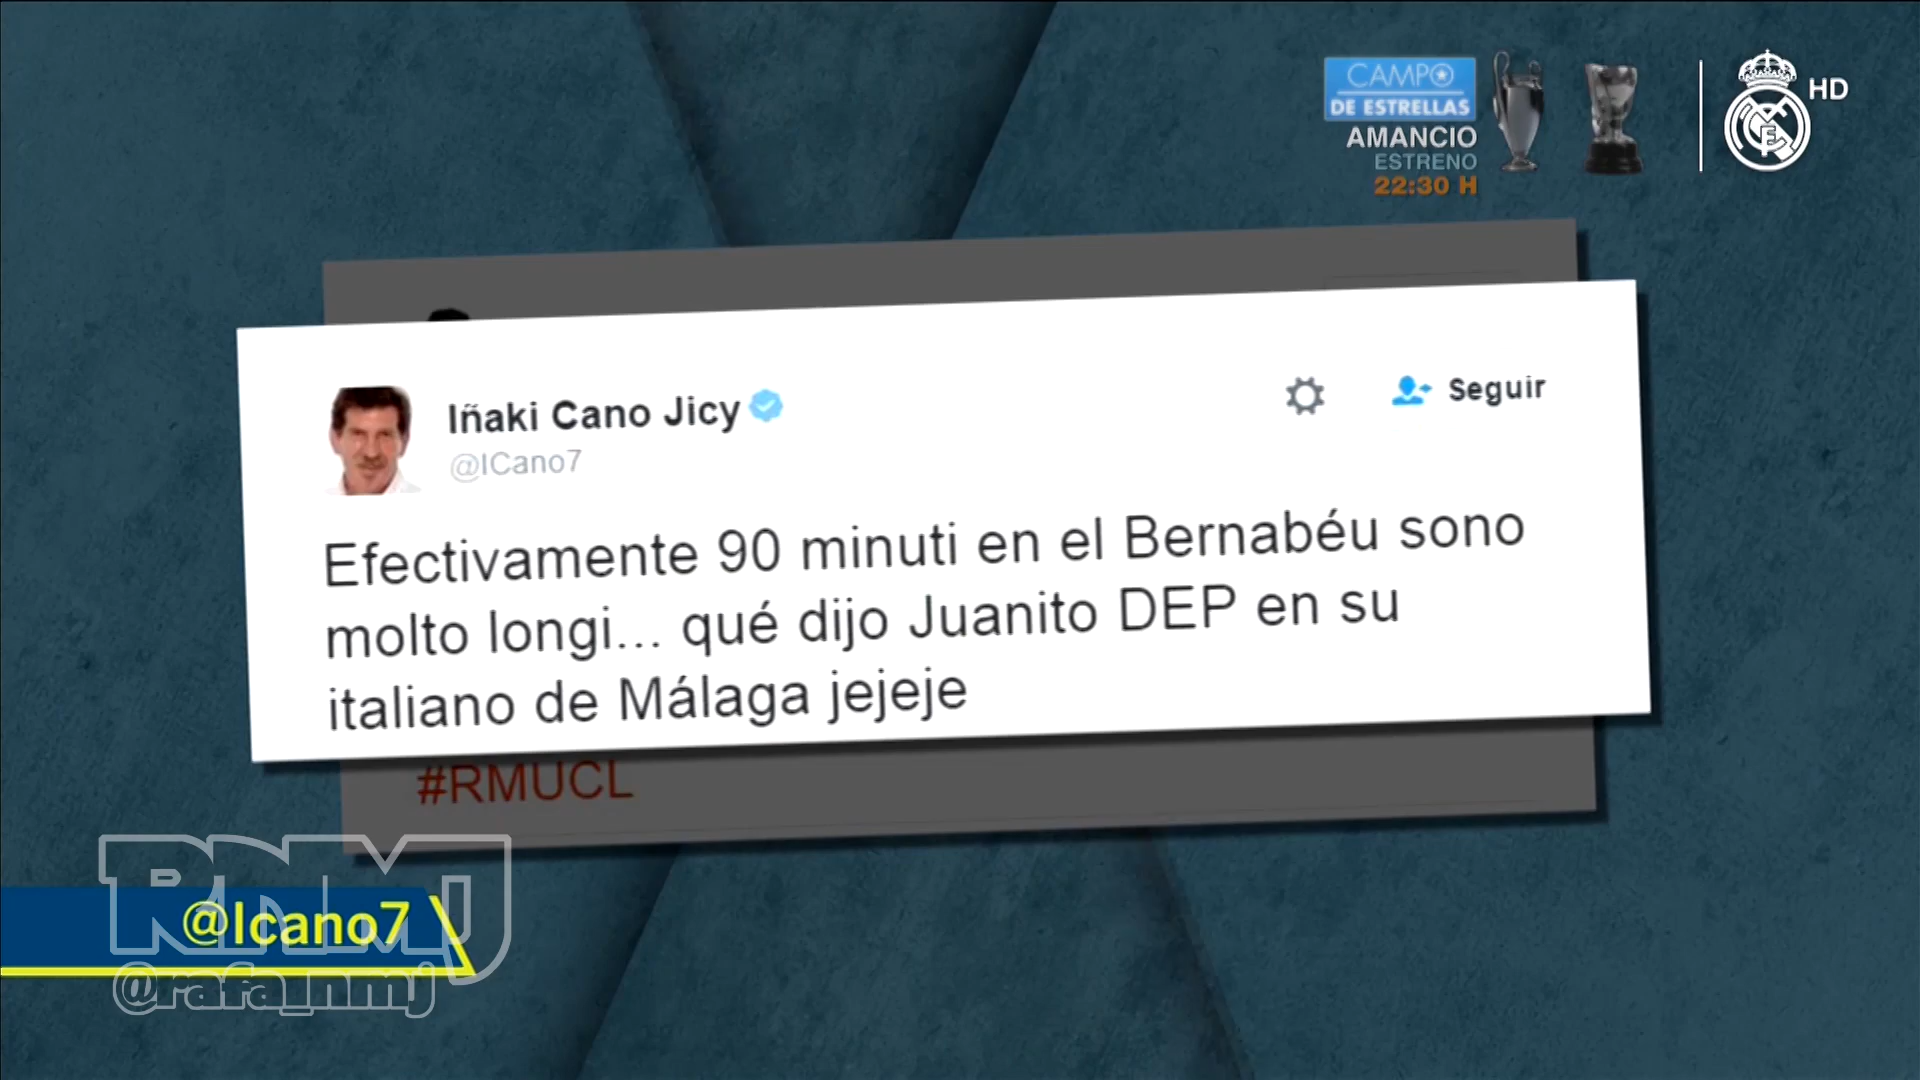 CAMPO
DE ESTRELLAS
AMANCIO
ESTRENO
22:30 H
HD
Iñaki Cano Jicy
@ICano7
Seguir
Efectivamente 90 minuti en el Bernabéu sono
molto longi... qué dijo Juanito DEP en su
italiano de Málaga jejeje
#RMUCL
@Icano7
RNMJ
@rafa_nmj